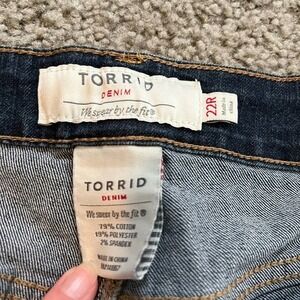 TORRID
DENIM
We swear by the fit®
22R
TORRID
DENIM
We swear by the fit®
79% COTTON
19% POLYESTER
2% SPANDEX
MADE IN CHINA